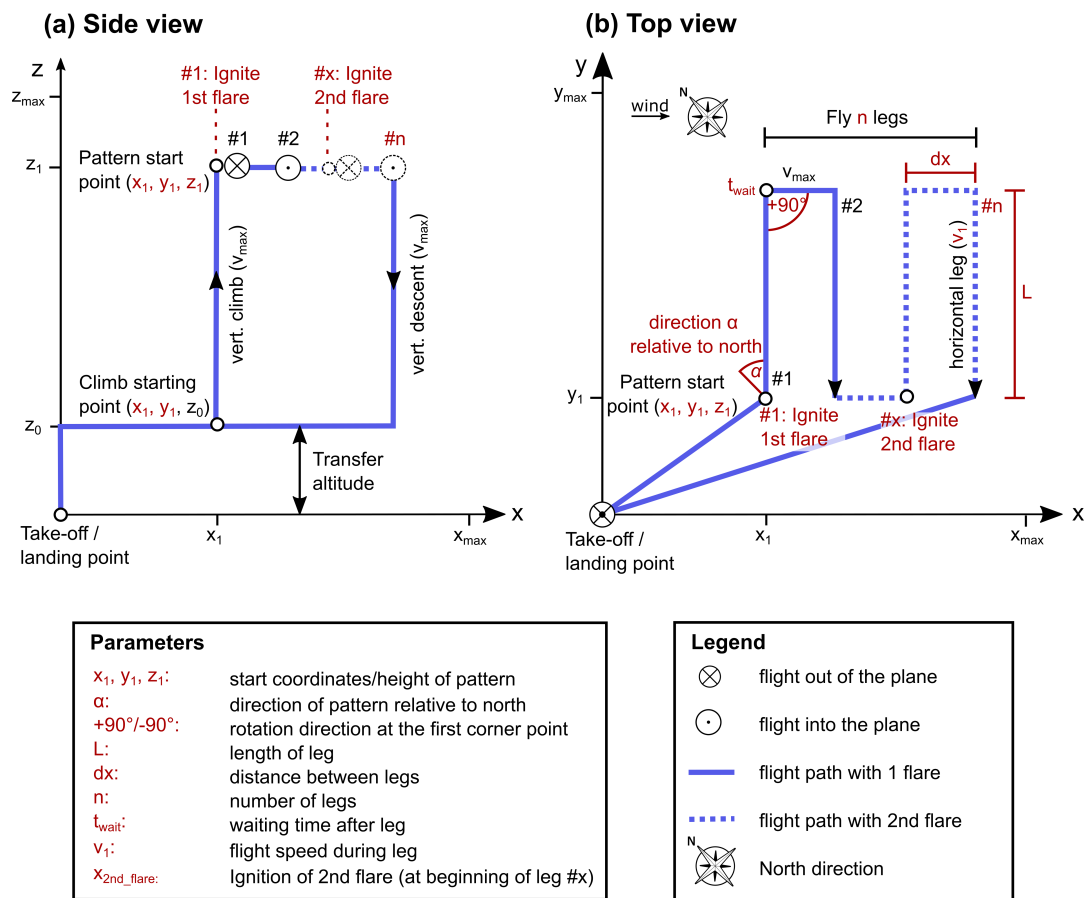 (a) Side view
z
z_max
#1: Ignite
1st flare
#x: Ignite
2nd flare
#1
#2
#n
z_1
Pattern start
point (x_1, y_1, z_1)
vert. climb (v_max)
vert. descent (v_max)
Climb starting
point (x_1, y_1, z_0)
z_0
Transfer
altitude
x
Take-off /
landing point
x_1
x_max
(b) Top view
y
y_max
wind
N
Fly n legs
dx
t_wait
v_max
+90°
#2
#n
horizontal leg (v_1)
L
direction α
relative to north
α
#1
Pattern start
point (x_1, y_1, z_1)
y_1
#1: Ignite
1st flare
#x: Ignite
2nd flare
x
Take-off /
landing point
x_1
x_max
Parameters
x_1, y_1, z_1: start coordinates/height of pattern
α: direction of pattern relative to north
+90°/-90°: rotation direction at the first corner point
L: length of leg
dx: distance between legs
n: number of legs
t_wait: waiting time after leg
v_1: flight speed during leg
x_2nd_flare: Ignition of 2nd flare (at beginning of leg #x)
Legend
flight out of the plane
flight into the plane
flight path with 1 flare
flight path with 2nd flare
N
North direction